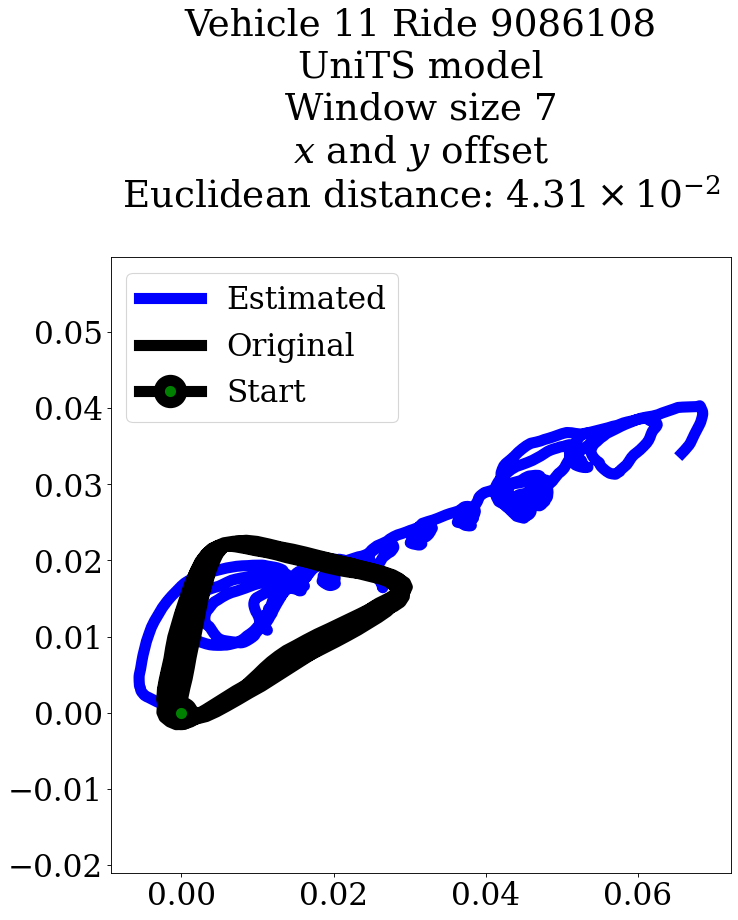 Vehicle 11 Ride 9086108
UniTS model
Window size 7
x and y offset
Euclidean distance: 4.31 × 10⁻²
Estimated
Original
Start
0.05
0.04
0.03
0.02
0.01
0.00
−0.01
−0.02
0.00 0.02 0.04 0.06